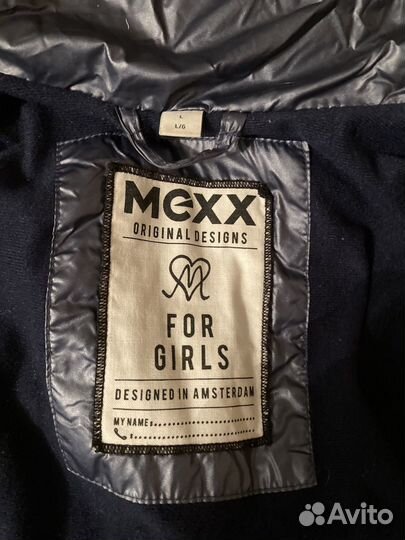 L
L/G
MEXX
ORIGINAL DESIGNS
M
FOR
GIRLS
DESIGNED IN AMSTERDAM
MY NAME:
Avito